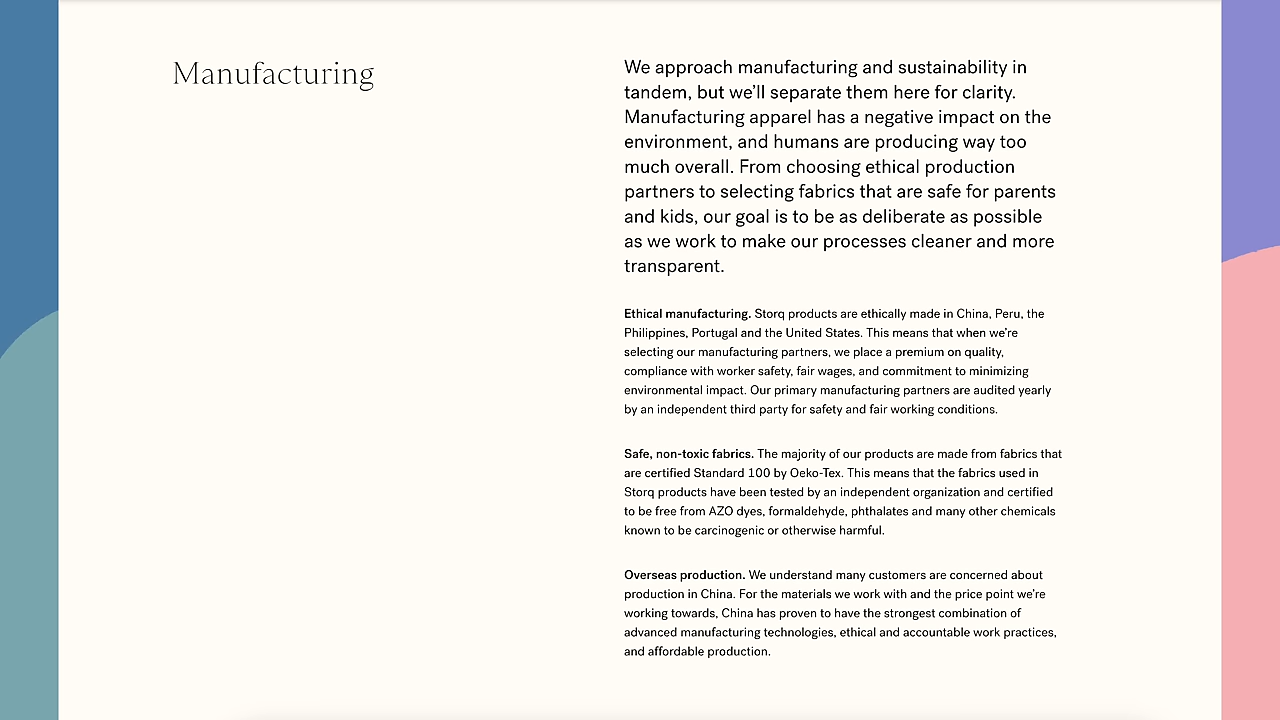 Manufacturing
We approach manufacturing and sustainability in
tandem, but we’ll separate them here for clarity.
Manufacturing apparel has a negative impact on the
environment, and humans are producing way too
much overall. From choosing ethical production
partners to selecting fabrics that are safe for parents
and kids, our goal is to be as deliberate as possible
as we work to make our processes cleaner and more
transparent.
Ethical manufacturing. Storq products are ethically made in China, Peru, the
Philippines, Portugal and the United States. This means that when we’re
selecting our manufacturing partners, we place a premium on quality,
compliance with worker safety, fair wages, and commitment to minimizing
environmental impact. Our primary manufacturing partners are audited yearly
by an independent third party for safety and fair working conditions.
Safe, non-toxic fabrics. The majority of our products are made from fabrics that
are certified Standard 100 by Oeko-Tex. This means that the fabrics used in
Storq products have been tested by an independent organization and certified
to be free from AZO dyes, formaldehyde, phthalates and many other chemicals
known to be carcinogenic or otherwise harmful.
Overseas production. We understand many customers are concerned about
production in China. For the materials we work with and the price point we’re
working towards, China has proven to have the strongest combination of
advanced manufacturing technologies, ethical and accountable work practices,
and affordable production.